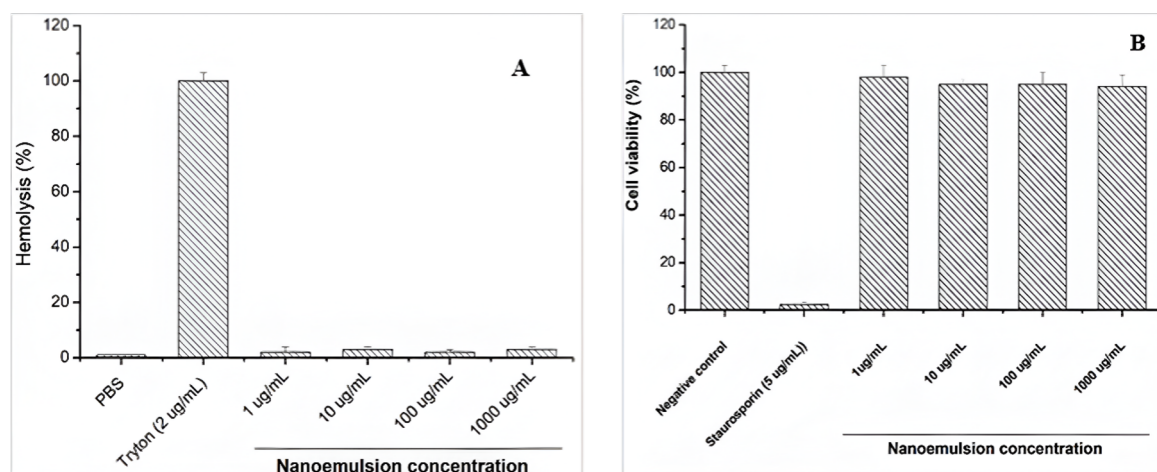 A
Hemolysis (%)
120
100
80
60
40
20
0
PBS
Tryton (2 ug/mL)
1 ug/mL
10 ug/mL
100 ug/mL
1000 ug/mL
Nanoemulsion concentration
B
Cell viability (%)
120
100
80
60
40
20
0
Negative control
Staurosporin (5 ug/mL))
1ug/mL
10 ug/mL
100 ug/mL
1000 ug/mL
Nanoemulsion concentration